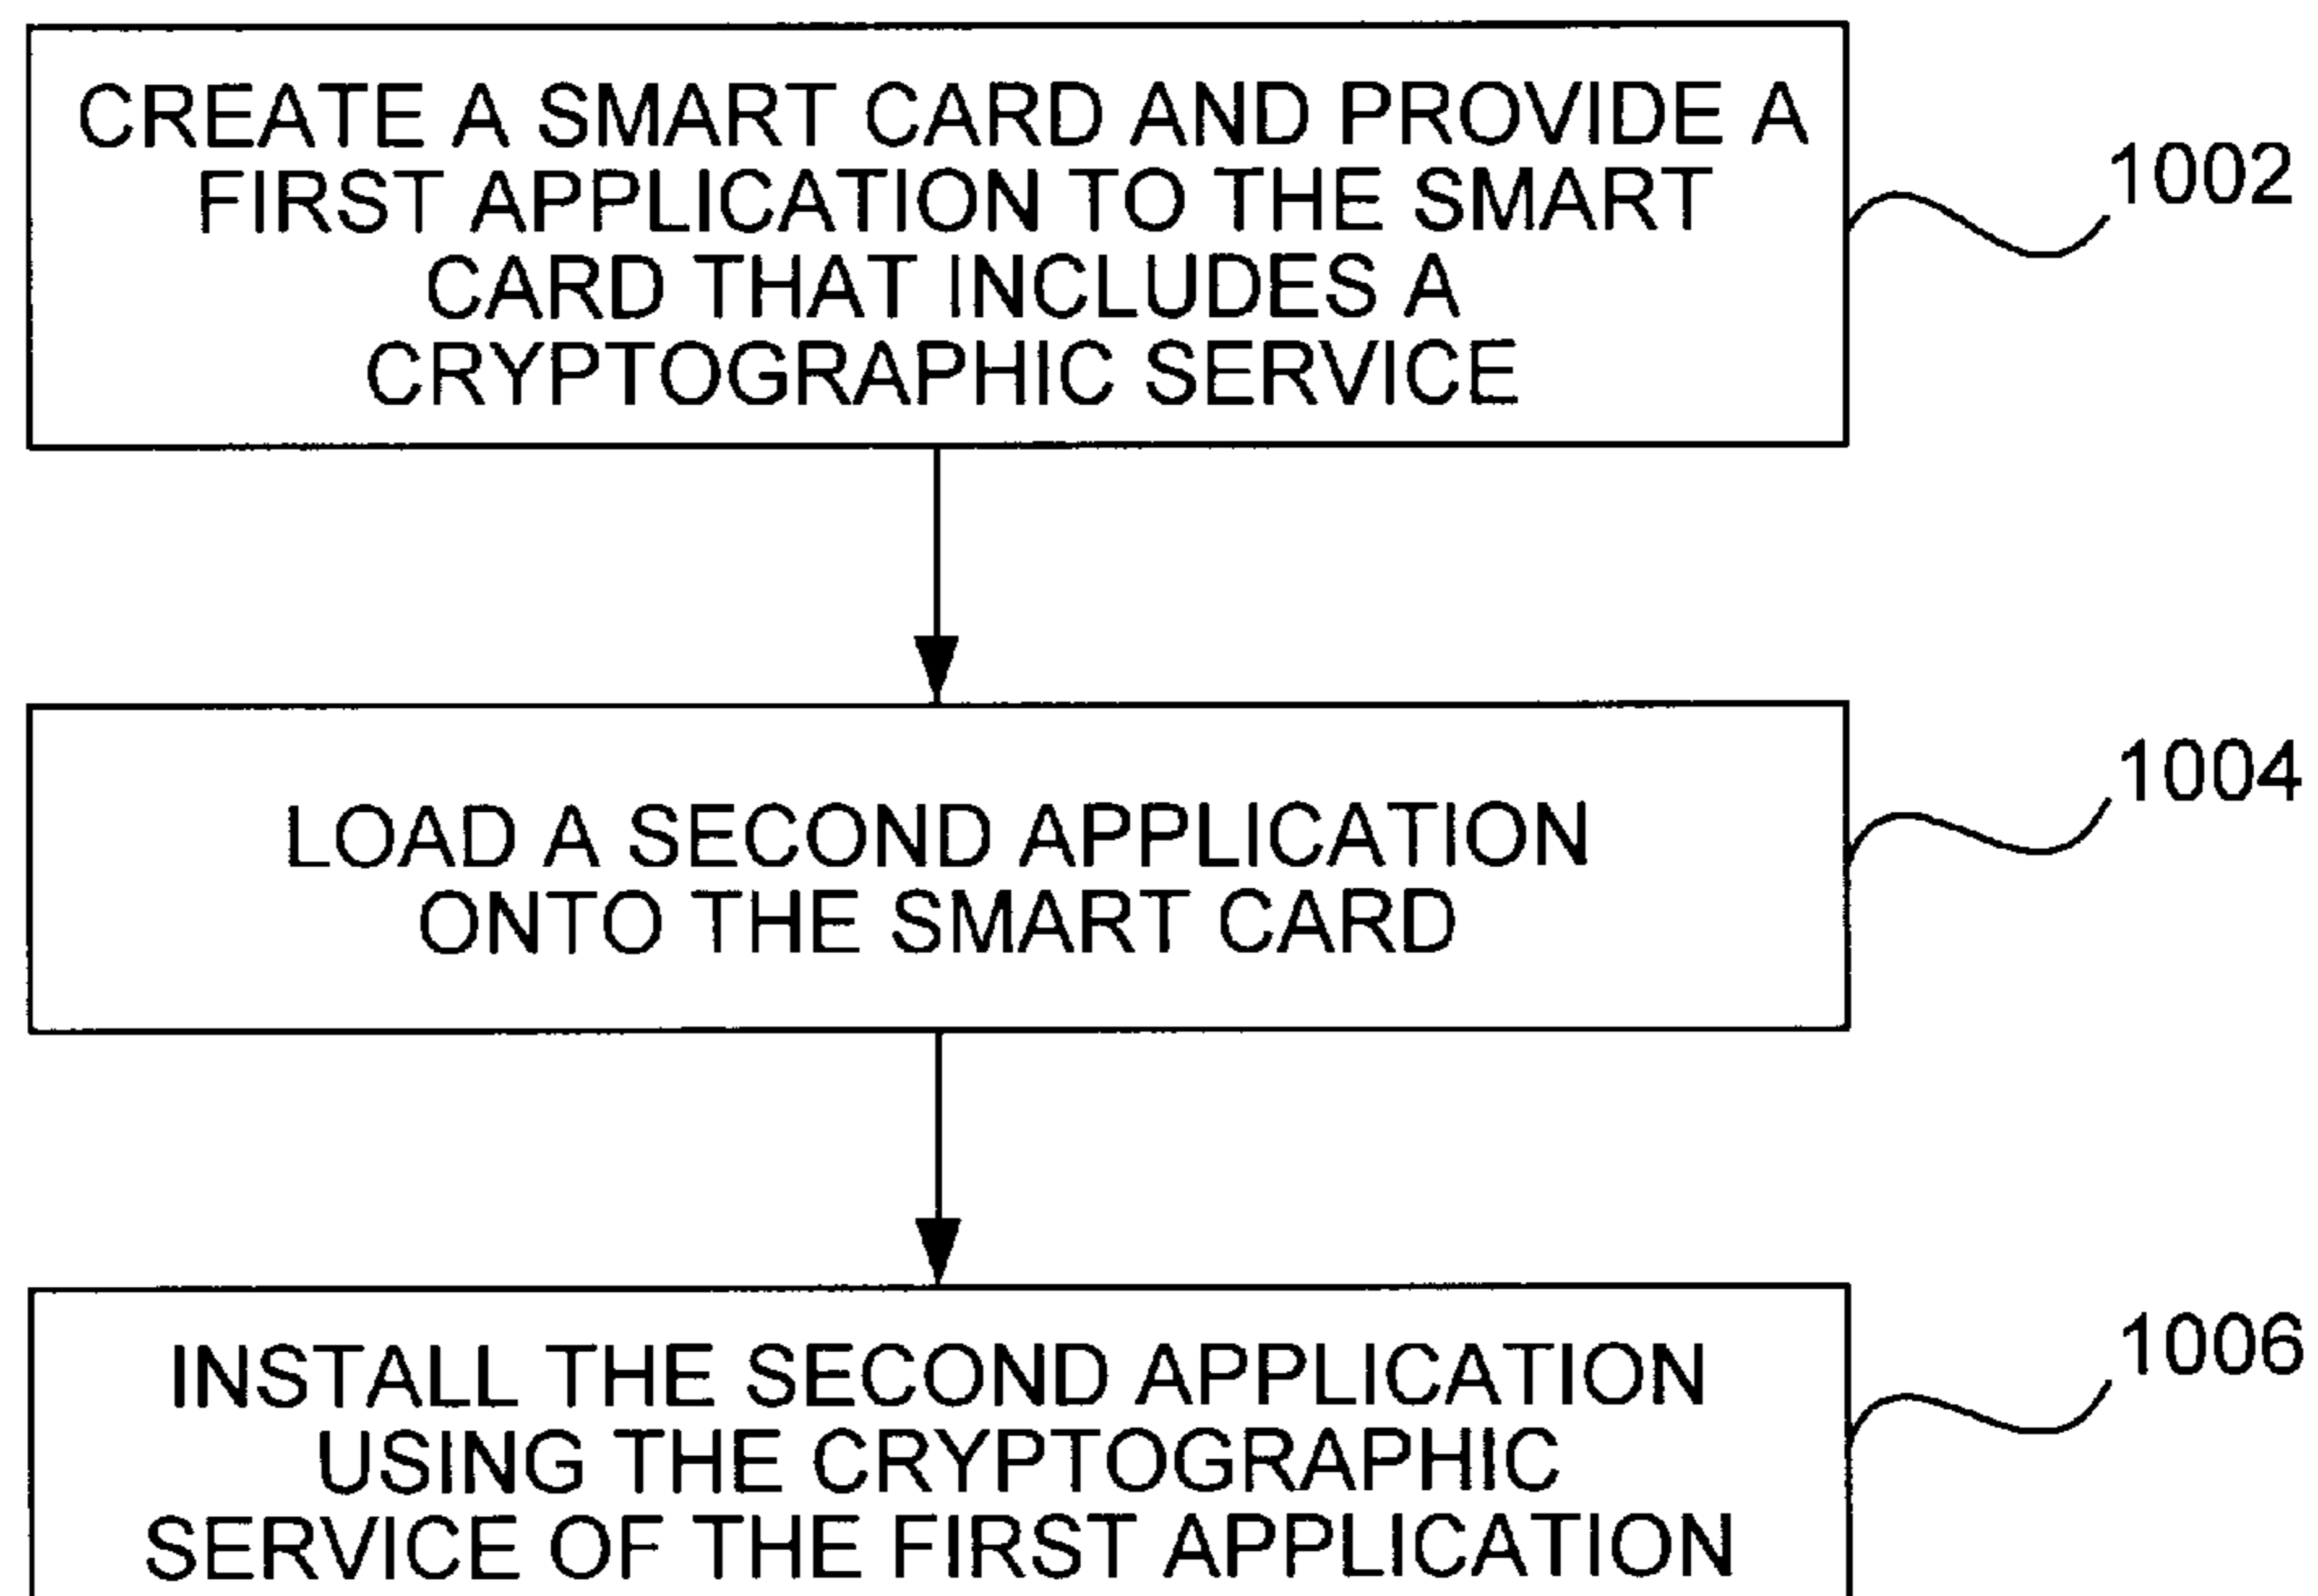 CREATE A SMART CARD AND PROVIDE A
FIRST APPLICATION TO THE SMART
CARD THAT INCLUDES A
CRYPTOGRAPHIC SERVICE
1002
LOAD A SECOND APPLICATION
ONTO THE SMART CARD
1004
INSTALL THE SECOND APPLICATION
USING THE CRYPTOGRAPHIC
SERVICE OF THE FIRST APPLICATION
1006